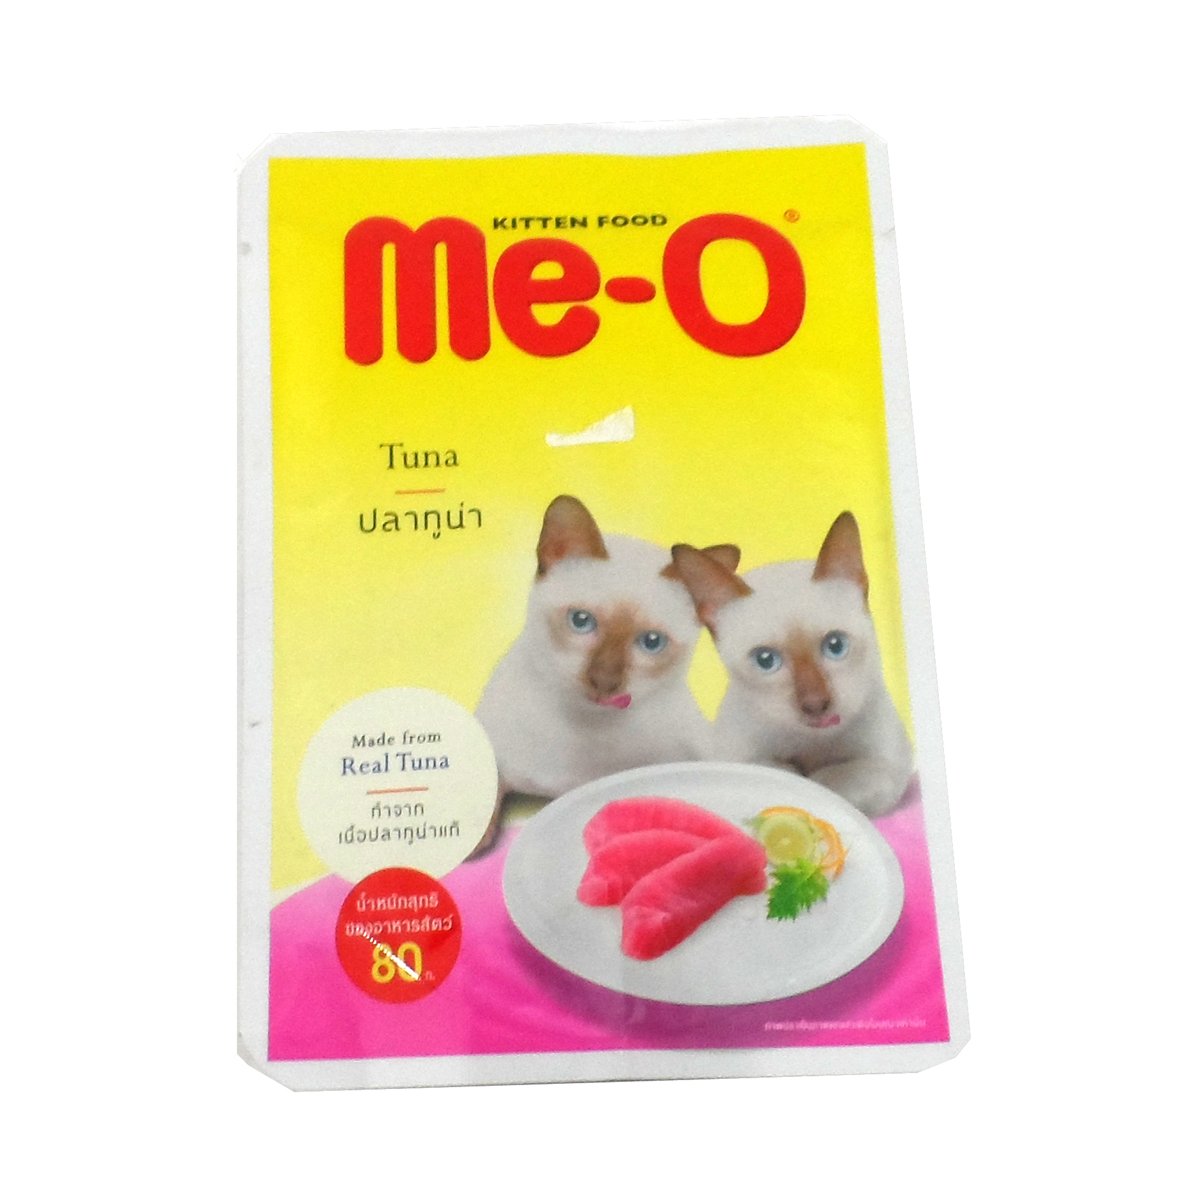 KITTEN FOOD
me-O®
Tuna
ปลาทูน่า
Made from
Real Tuna
ทำจาก
เนื้อปลาทูน่าแท้
น้ำหนักสุทธิ
ของอาหารสัตว์
80 ก.